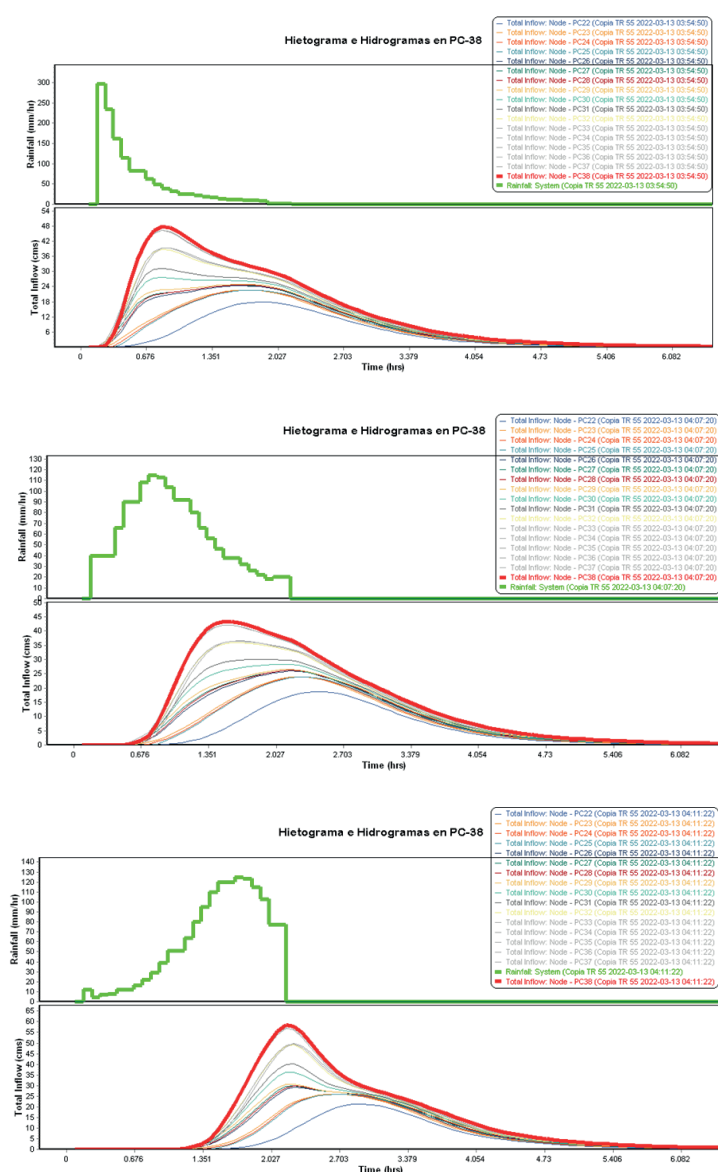 Hietograma e Hidrogramas en PC-38
Total Inflow: Node - PC22 (Copia TR 55 2022-03-13 03:54:50)
Total Inflow: Node - PC23 (Copia TR 55 2022-03-13 03:54:50)
Total Inflow: Node - PC24 (Copia TR 55 2022-03-13 03:54:50)
Total Inflow: Node - PC25 (Copia TR 55 2022-03-13 03:54:50)
Total Inflow: Node - PC26 (Copia TR 55 2022-03-13 03:54:50)
Total Inflow: Node - PC27 (Copia TR 55 2022-03-13 03:54:50)
Total Inflow: Node - PC28 (Copia TR 55 2022-03-13 03:54:50)
Total Inflow: Node - PC29 (Copia TR 55 2022-03-13 03:54:50)
Total Inflow: Node - PC30 (Copia TR 55 2022-03-13 03:54:50)
Total Inflow: Node - PC31 (Copia TR 55 2022-03-13 03:54:50)
Total Inflow: Node - PC32 (Copia TR 55 2022-03-13 03:54:50)
Total Inflow: Node - PC33 (Copia TR 55 2022-03-13 03:54:50)
Total Inflow: Node - PC34 (Copia TR 55 2022-03-13 03:54:50)
Total Inflow: Node - PC35 (Copia TR 55 2022-03-13 03:54:50)
Total Inflow: Node - PC36 (Copia TR 55 2022-03-13 03:54:50)
Total Inflow: Node - PC37 (Copia TR 55 2022-03-13 03:54:50)
Total Inflow: Node - PC38 (Copia TR 55 2022-03-13 03:54:50)
Rainfall: System (Copia TR 55 2022-03-13 03:54:50)
Rainfall (mm/hr)
300
250
200
150
100
50
0
Total Inflow (cms)
54
48
42
36
30
24
18
12
6
0 0.676 1.351 2.027 2.703 3.379 4.054 4.73 5.406 6.082
Time (hrs)
Hietograma e Hidrogramas en PC-38
Total Inflow: Node - PC22 (Copia TR 55 2022-03-13 04:07:20)
Total Inflow: Node - PC23 (Copia TR 55 2022-03-13 04:07:20)
Total Inflow: Node - PC24 (Copia TR 55 2022-03-13 04:07:20)
Total Inflow: Node - PC25 (Copia TR 55 2022-03-13 04:07:20)
Total Inflow: Node - PC26 (Copia TR 55 2022-03-13 04:07:20)
Total Inflow: Node - PC27 (Copia TR 55 2022-03-13 04:07:20)
Total Inflow: Node - PC28 (Copia TR 55 2022-03-13 04:07:20)
Total Inflow: Node - PC29 (Copia TR 55 2022-03-13 04:07:20)
Total Inflow: Node - PC30 (Copia TR 55 2022-03-13 04:07:20)
Total Inflow: Node - PC31 (Copia TR 55 2022-03-13 04:07:20)
Total Inflow: Node - PC32 (Copia TR 55 2022-03-13 04:07:20)
Total Inflow: Node - PC33 (Copia TR 55 2022-03-13 04:07:20)
Total Inflow: Node - PC34 (Copia TR 55 2022-03-13 04:07:20)
Total Inflow: Node - PC35 (Copia TR 55 2022-03-13 04:07:20)
Total Inflow: Node - PC36 (Copia TR 55 2022-03-13 04:07:20)
Total Inflow: Node - PC37 (Copia TR 55 2022-03-13 04:07:20)
Total Inflow: Node - PC38 (Copia TR 55 2022-03-13 04:07:20)
Rainfall: System (Copia TR 55 2022-03-13 04:07:20)
Rainfall (mm/hr)
130
120
110
100
90
80
70
60
50
40
30
20
10
0
Total Inflow (cms)
50
45
40
35
30
25
20
15
10
5
0
0 0.676 1.351 2.027 2.703 3.379 4.054 4.73 5.406 6.082
Time (hrs)
Hietograma e Hidrogramas en PC-38
Total Inflow: Node - PC22 (Copia TR 55 2022-03-13 04:11:22)
Total Inflow: Node - PC23 (Copia TR 55 2022-03-13 04:11:22)
Total Inflow: Node - PC24 (Copia TR 55 2022-03-13 04:11:22)
Total Inflow: Node - PC25 (Copia TR 55 2022-03-13 04:11:22)
Total Inflow: Node - PC26 (Copia TR 55 2022-03-13 04:11:22)
Total Inflow: Node - PC27 (Copia TR 55 2022-03-13 04:11:22)
Total Inflow: Node - PC28 (Copia TR 55 2022-03-13 04:11:22)
Total Inflow: Node - PC29 (Copia TR 55 2022-03-13 04:11:22)
Total Inflow: Node - PC30 (Copia TR 55 2022-03-13 04:11:22)
Total Inflow: Node - PC31 (Copia TR 55 2022-03-13 04:11:22)
Total Inflow: Node - PC32 (Copia TR 55 2022-03-13 04:11:22)
Total Inflow: Node - PC33 (Copia TR 55 2022-03-13 04:11:22)
Total Inflow: Node - PC34 (Copia TR 55 2022-03-13 04:11:22)
Total Inflow: Node - PC35 (Copia TR 55 2022-03-13 04:11:22)
Total Inflow: Node - PC36 (Copia TR 55 2022-03-13 04:11:22)
Total Inflow: Node - PC37 (Copia TR 55 2022-03-13 04:11:22)
Rainfall: System (Copia TR 55 2022-03-13 04:11:22)
Total Inflow: Node - PC38 (Copia TR 55 2022-03-13 04:11:22)
Rainfall (mm/hr)
140
130
120
110
100
90
80
70
60
50
40
30
20
10
0
Total Inflow (cms)
65
60
55
50
45
40
35
30
25
20
15
10
5
0
0 0.676 1.351 2.027 2.703 3.379 4.054 4.73 5.406 6.082
Time (hrs)